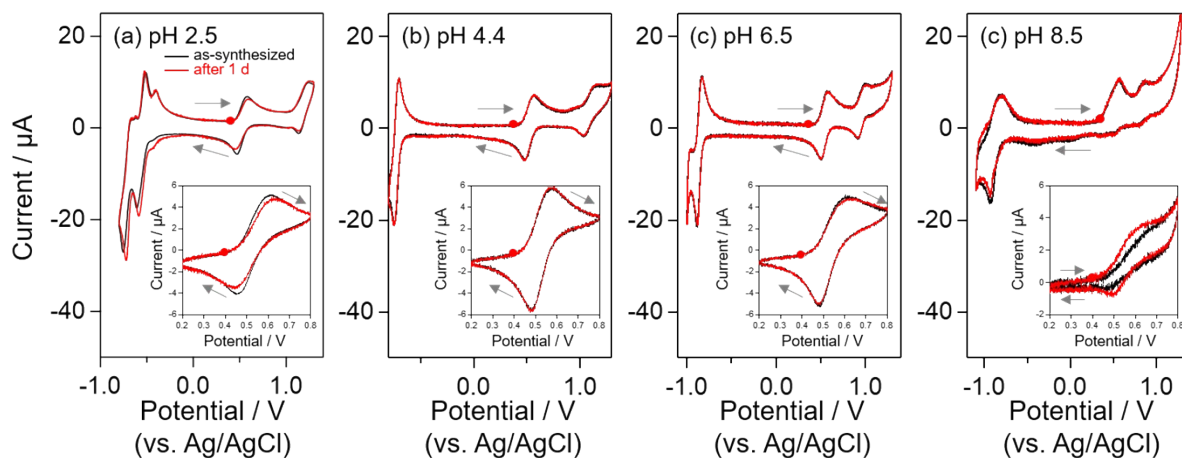 (a) pH 2.5
as-synthesized
after 1 d
(b) pH 4.4
(c) pH 6.5
(c) pH 8.5
Current / μA
20
0
-20
-40
20
0
-20
-40
20
0
-20
-40
20
0
-20
-40
Current / μA
6
4
2
0
-2
-4
-6
0.2 0.3 0.4 0.5 0.6 0.7 0.8
Potential / V
Current / μA
6
4
2
0
-2
-4
-6
0.2 0.3 0.4 0.5 0.6 0.7 0.8
Potential / V
Current / μA
6
4
2
0
-2
-4
-6
0.2 0.3 0.4 0.5 0.6 0.7 0.8
Potential / V
Current / μA
6
4
2
0
-2
0.2 0.3 0.4 0.5 0.6 0.7 0.8
Potential / V
-1.0 0.0 1.0
0.0 1.0
-1.0 0.0 1.0
-1.0 0.0 1.0
Potential / V
(vs. Ag/AgCl)
Potential / V
(vs. Ag/AgCl)
Potential / V
(vs. Ag/AgCl)
Potential / V
(vs. Ag/AgCl)